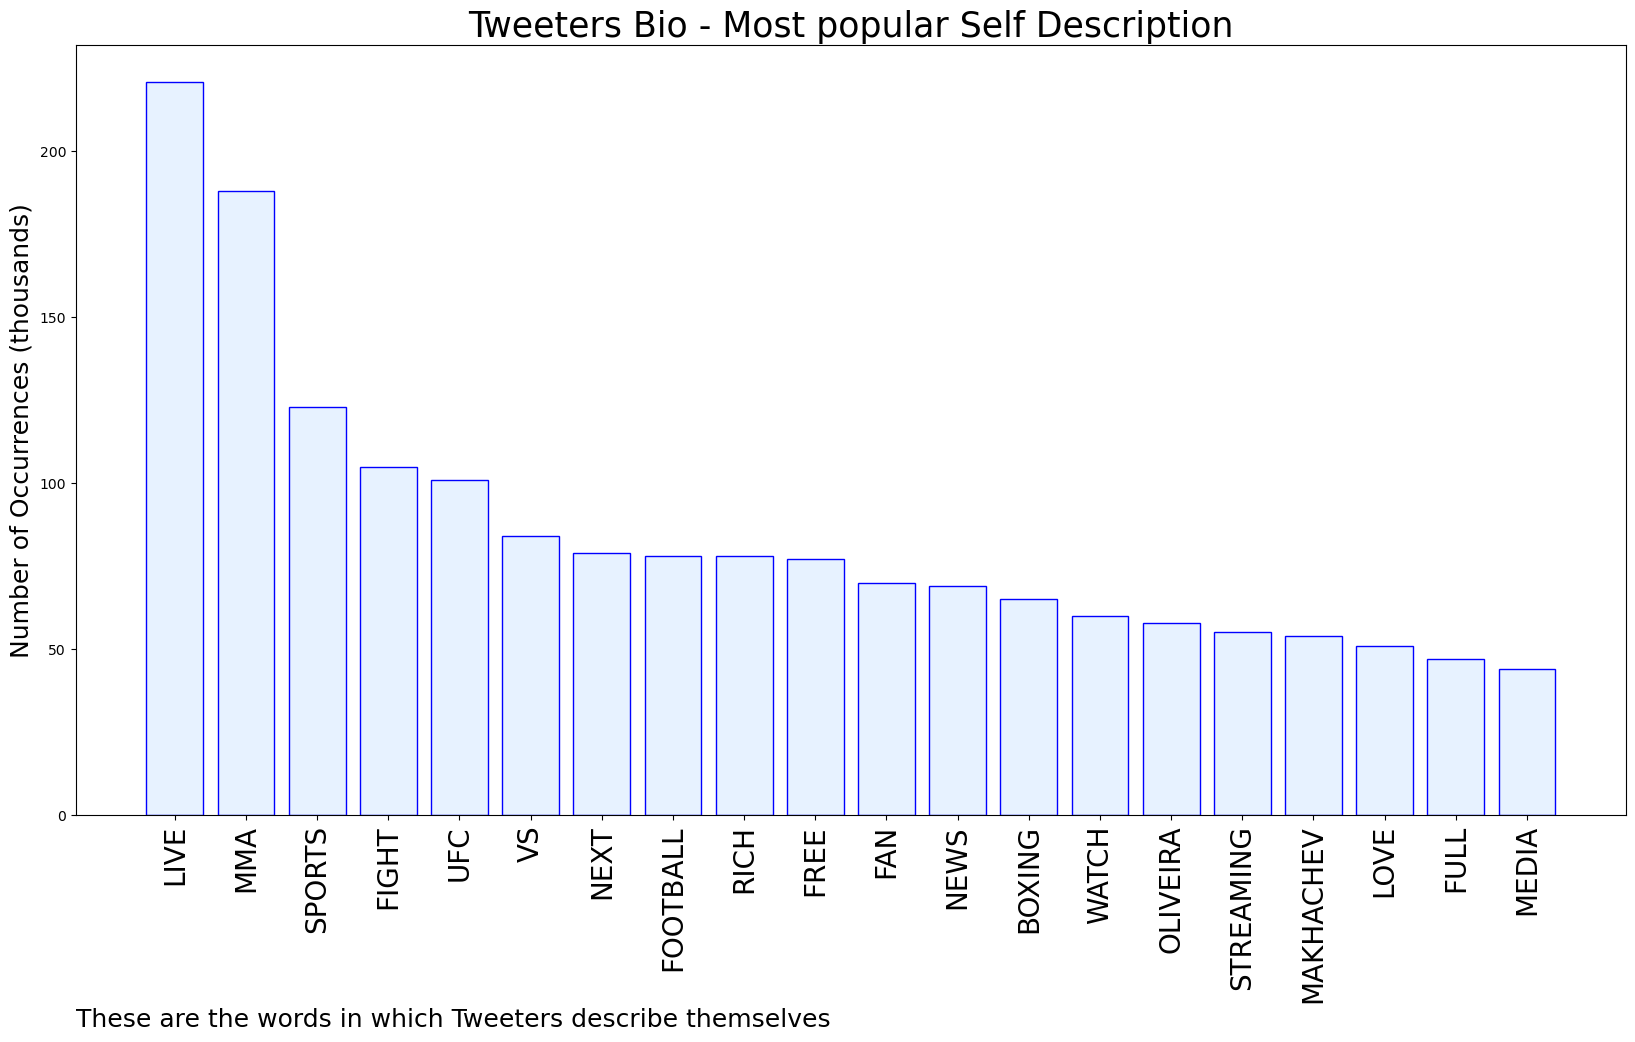 Tweeters Bio - Most popular Self Description
Number of Occurrences (thousands)
200
150
100
50
0
LIVE
MMA
SPORTS
FIGHT
UFC
VS
NEXT
FOOTBALL
RICH
FREE
FAN
NEWS
BOXING
WATCH
OLIVEIRA
STREAMING
MAKHACHEV
LOVE
FULL
MEDIA
These are the words in which Tweeters describe themselves